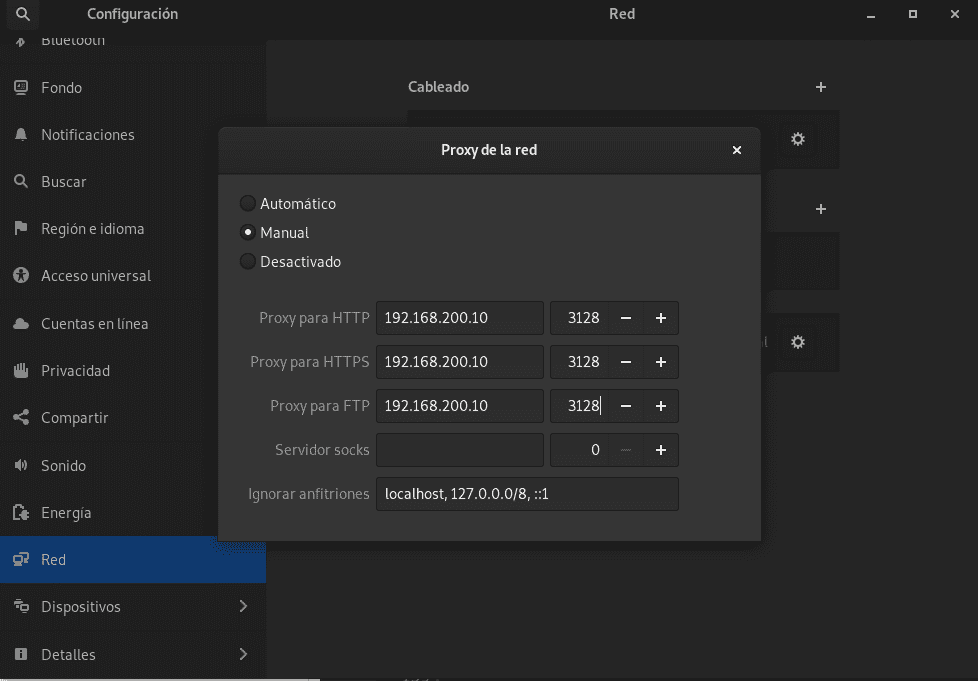 Configuración
Red
Bluetooth
Fondo
Notificaciones
Buscar
Región e idioma
Acceso universal
Cuentas en línea
Privacidad
Compartir
Sonido
Energía
Red
Dispositivos
Detalles
Cableado
Proxy de la red
Automático
Manual
Desactivado
Proxy para HTTP 192.168.200.10 3128 − +
Proxy para HTTPS 192.168.200.10 3128 − +
Proxy para FTP 192.168.200.10 3128 − +
Servidor socks 0 − +
Ignorar anfitriones localhost, 127.0.0.0/8, ::1